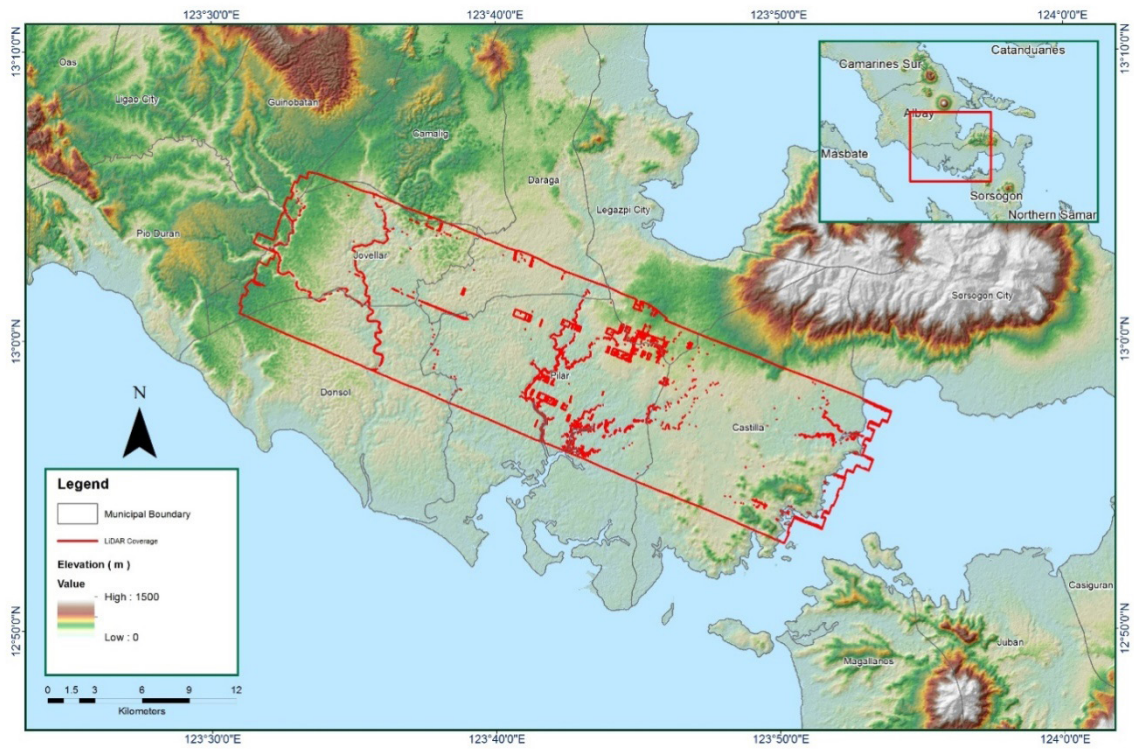 123°30'0"E 123°40'0"E 123°50'0"E 124°0'0"E
13°10'0"N 13°10'0"N
Oas
Ligao City
Guinobatan
Camalig
Daraga
Legazpi City
Pio Duran
Jovellar
Sorsogon City
13°0'0"N 13°0'0"N
Donsol
Pilar
Castilla
Casiguran
Juban
Magallanes
12°50'0"N 12°50'0"N
Catanduanes
Camarines Sur
Albay
Masbate
Sorsogon
Northern Samar
N
Legend
Municipal Boundary
LiDAR Coverage
Elevation ( m )
Value
High : 1500
Low : 0
0 1.5 3 6 9 12
Kilometers
123°30'0"E 123°40'0"E 123°50'0"E 124°0'0"E